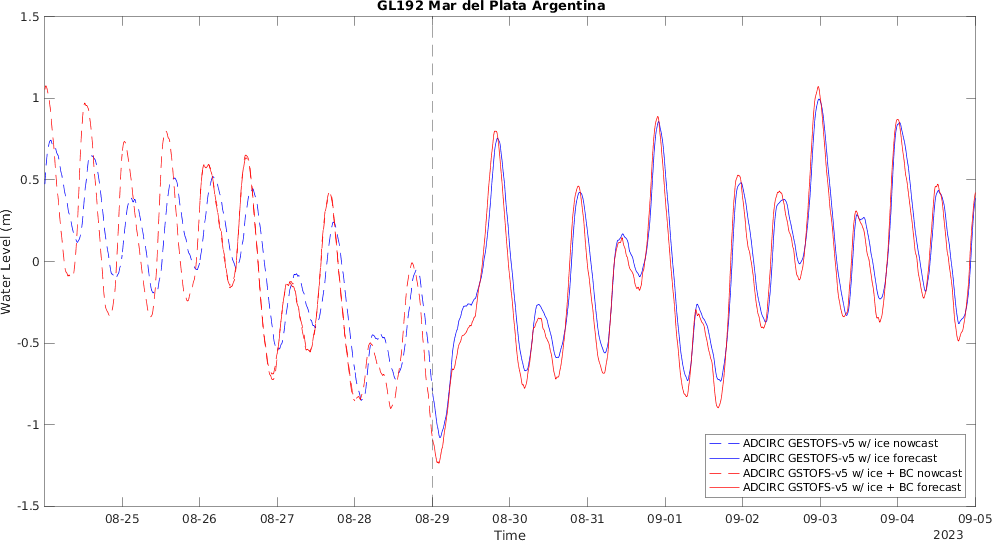 GL192 Mar del Plata Argentina
1.5
1
0.5
0
-0.5
-1
-1.5
Water Level (m)
08-25 08-26 08-27 08-28 08-29 08-30 08-31 09-01 09-02 09-03 09-04 09-05
Time
2023
ADCIRC GESTOFS-v5 w/ ice nowcast
ADCIRC GESTOFS-v5 w/ ice forecast
ADCIRC GSTOFS-v5 w/ ice + BC nowcast
ADCIRC GSTOFS-v5 w/ ice + BC forecast